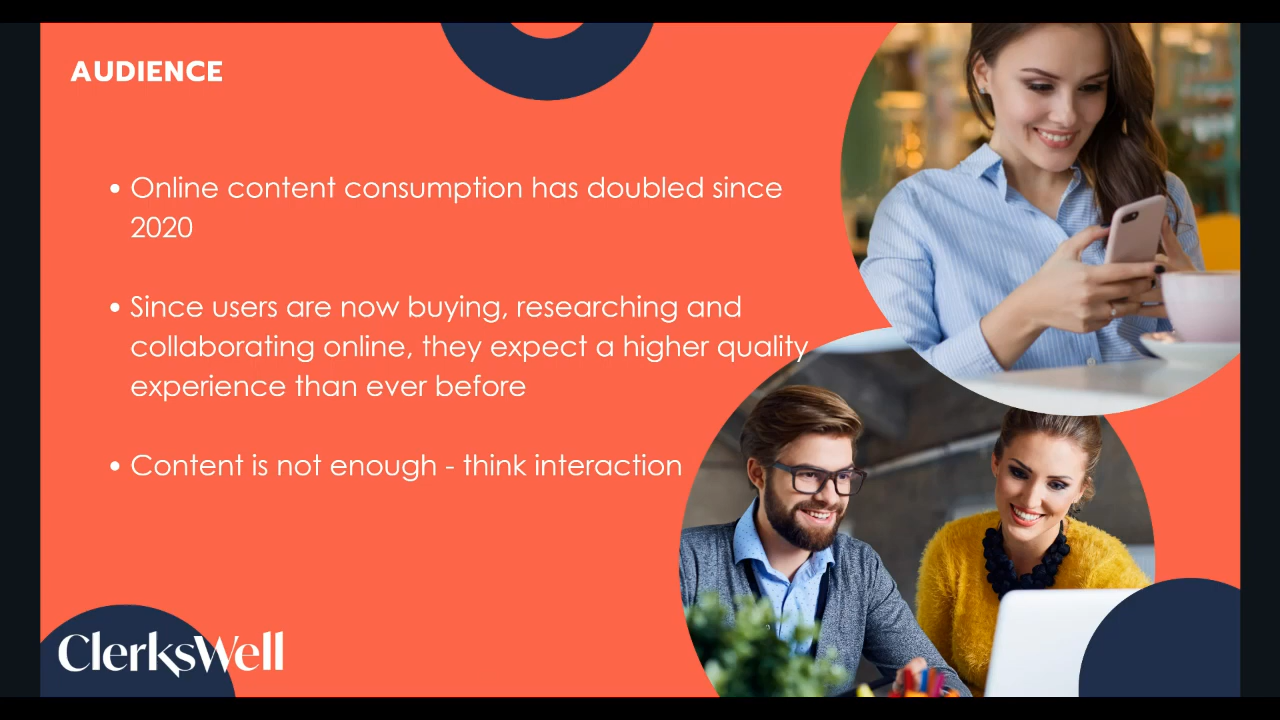 AUDIENCE
• Online content consumption has doubled since
2020
• Since users are now buying, researching and
collaborating online, they expect a higher quality
experience than ever before
• Content is not enough - think interaction
ClerksWell